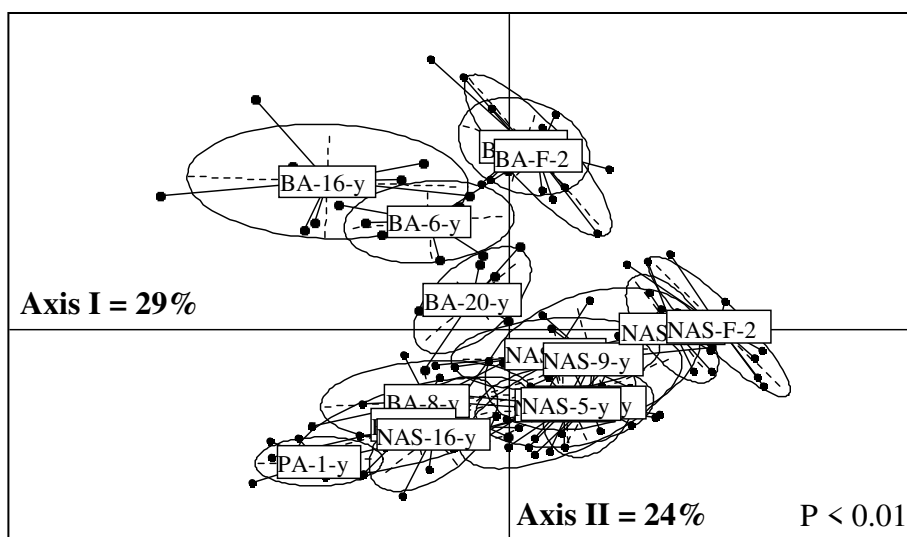 BA-F-2
BA-16-y
BA-6-y
BA-20-y
Axis I = 29%
NAS
NAS-F-2
NAS
NAS-9-y
BA-8-y
NAS-5-y
y
NAS-16-y
PA-1-y
Axis II = 24%
P < 0.01